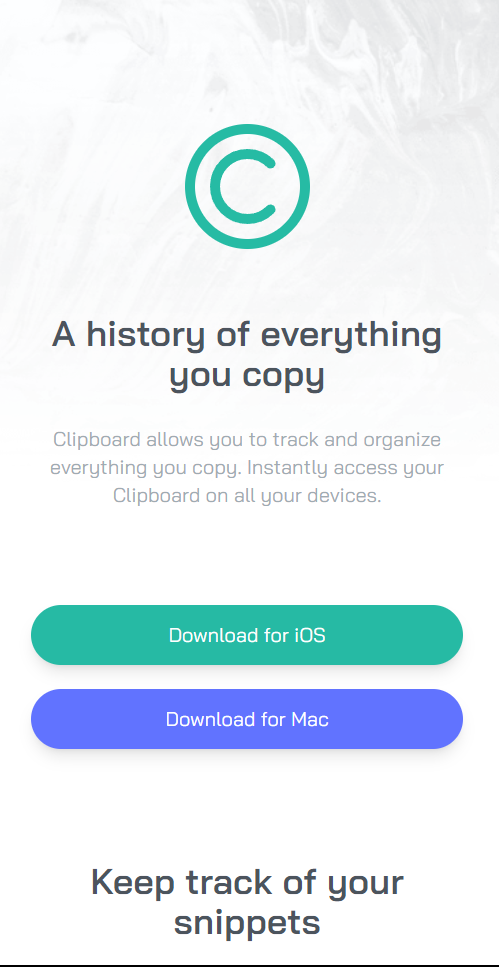 A history of everything
you copy
Clipboard allows you to track and organize
everything you copy. Instantly access your
Clipboard on all your devices.
Download for iOS
Download for Mac
Keep track of your
snippets